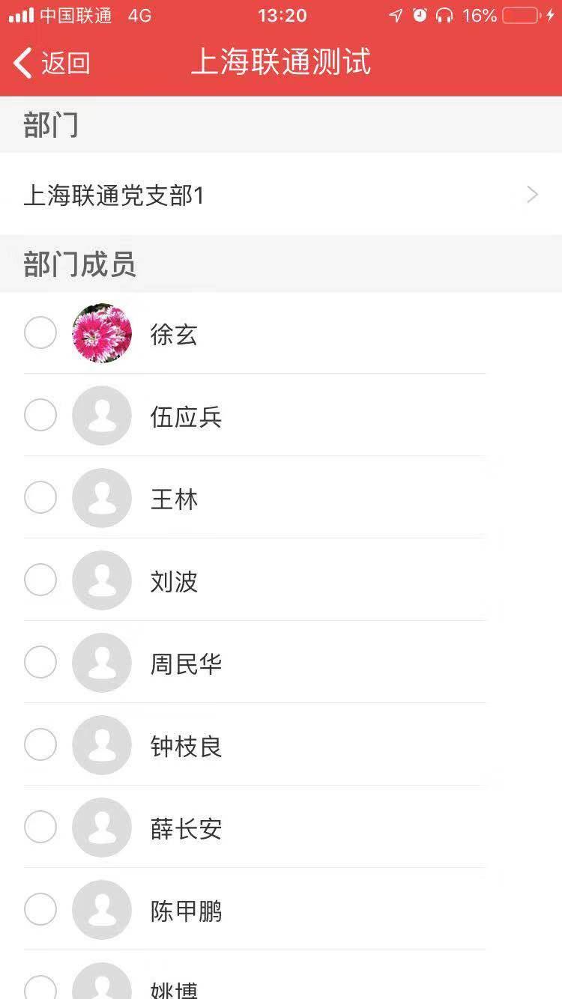 中国联通 4G 13:20 16%
返回 上海联通测试
部门
上海联通党支部1
部门成员
徐玄
伍应兵
王林
刘波
周民华
钟枝良
薛长安
陈甲鹏
姚博